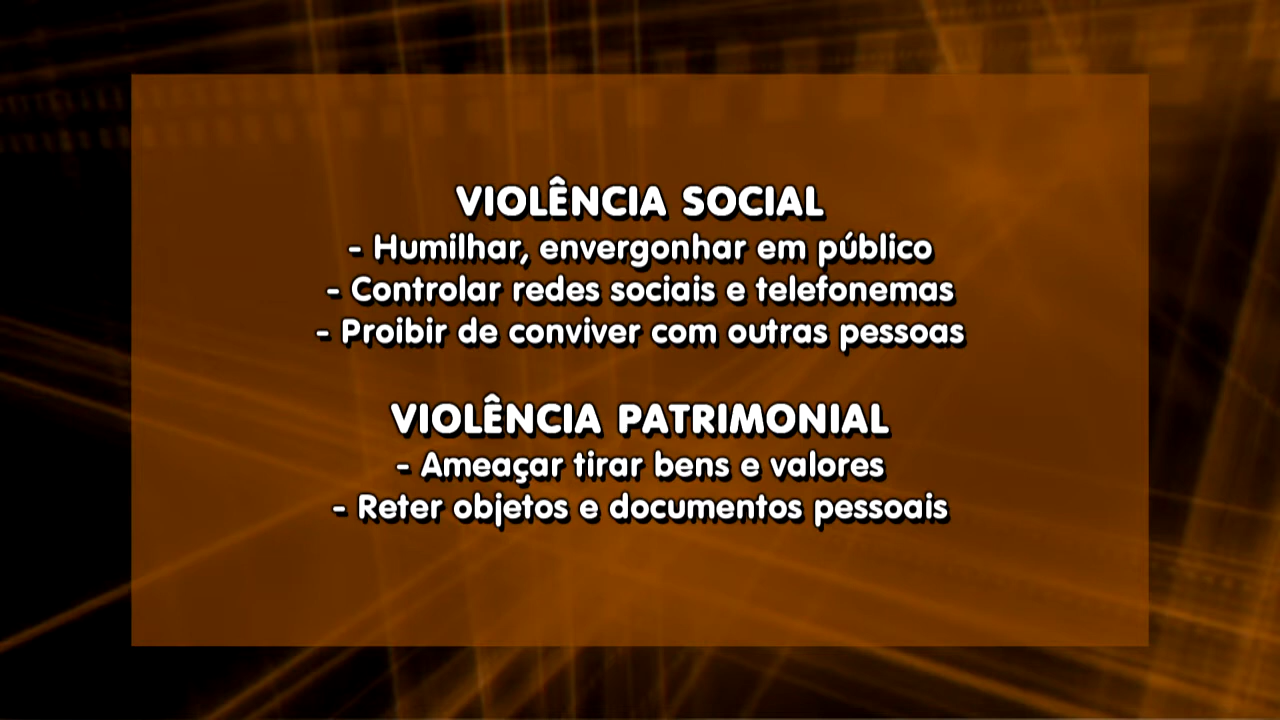 VIOLÊNCIA SOCIAL
- Humilhar, envergonhar em público
- Controlar redes sociais e telefonemas
- Proibir de conviver com outras pessoas
VIOLÊNCIA PATRIMONIAL
- Ameaçar tirar bens e valores
- Reter objetos e documentos pessoais